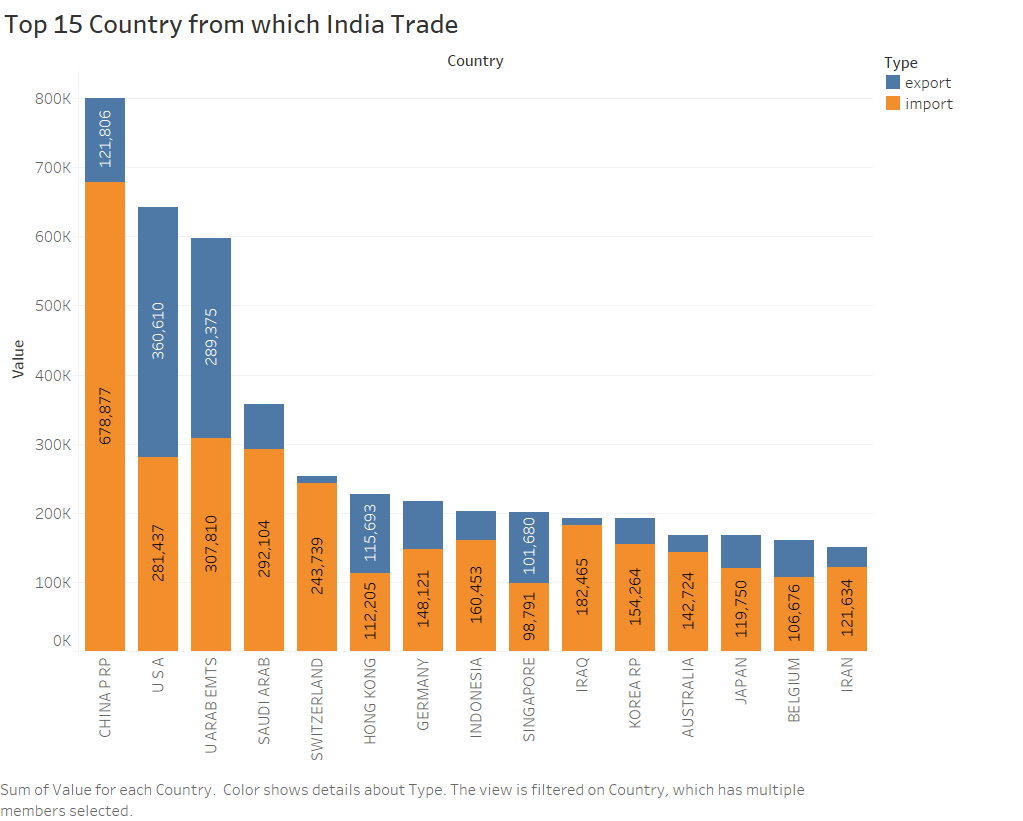 Top 15 Country from which India Trade
Country
Type
export
import
Value
800K
700K
600K
500K
400K
300K
200K
100K
0K
121,806
678,877
360,610
281,437
289,375
307,810
292,104
243,739
115,693
112,205
148,121
160,453
101,680
98,791
182,465
154,264
142,724
119,750
106,676
121,634
CHINA P RP
U S A
U ARAB EMTS
SAUDI ARAB
SWITZERLAND
HONG KONG
GERMANY
INDONESIA
SINGAPORE
IRAQ
KOREA RP
AUSTRALIA
JAPAN
BELGIUM
IRAN
Sum of Value for each Country.  Color shows details about Type. The view is filtered on Country, which has multiple
members selected.